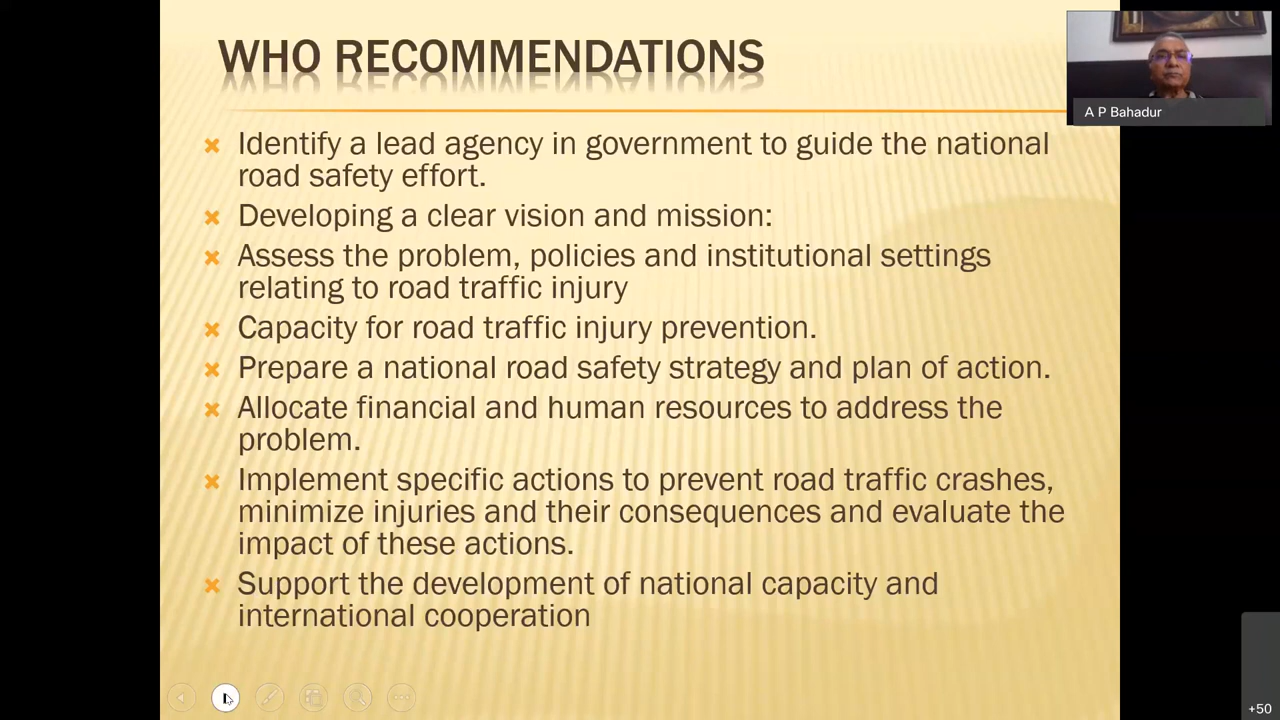 WHO RECOMMENDATIONS
A P Bahadur
Identify a lead agency in government to guide the national
road safety effort.
Developing a clear vision and mission:
Assess the problem, policies and institutional settings
relating to road traffic injury
Capacity for road traffic injury prevention.
Prepare a national road safety strategy and plan of action.
Allocate financial and human resources to address the
problem.
Implement specific actions to prevent road traffic crashes,
minimize injuries and their consequences and evaluate the
impact of these actions.
Support the development of national capacity and
international cooperation
+50